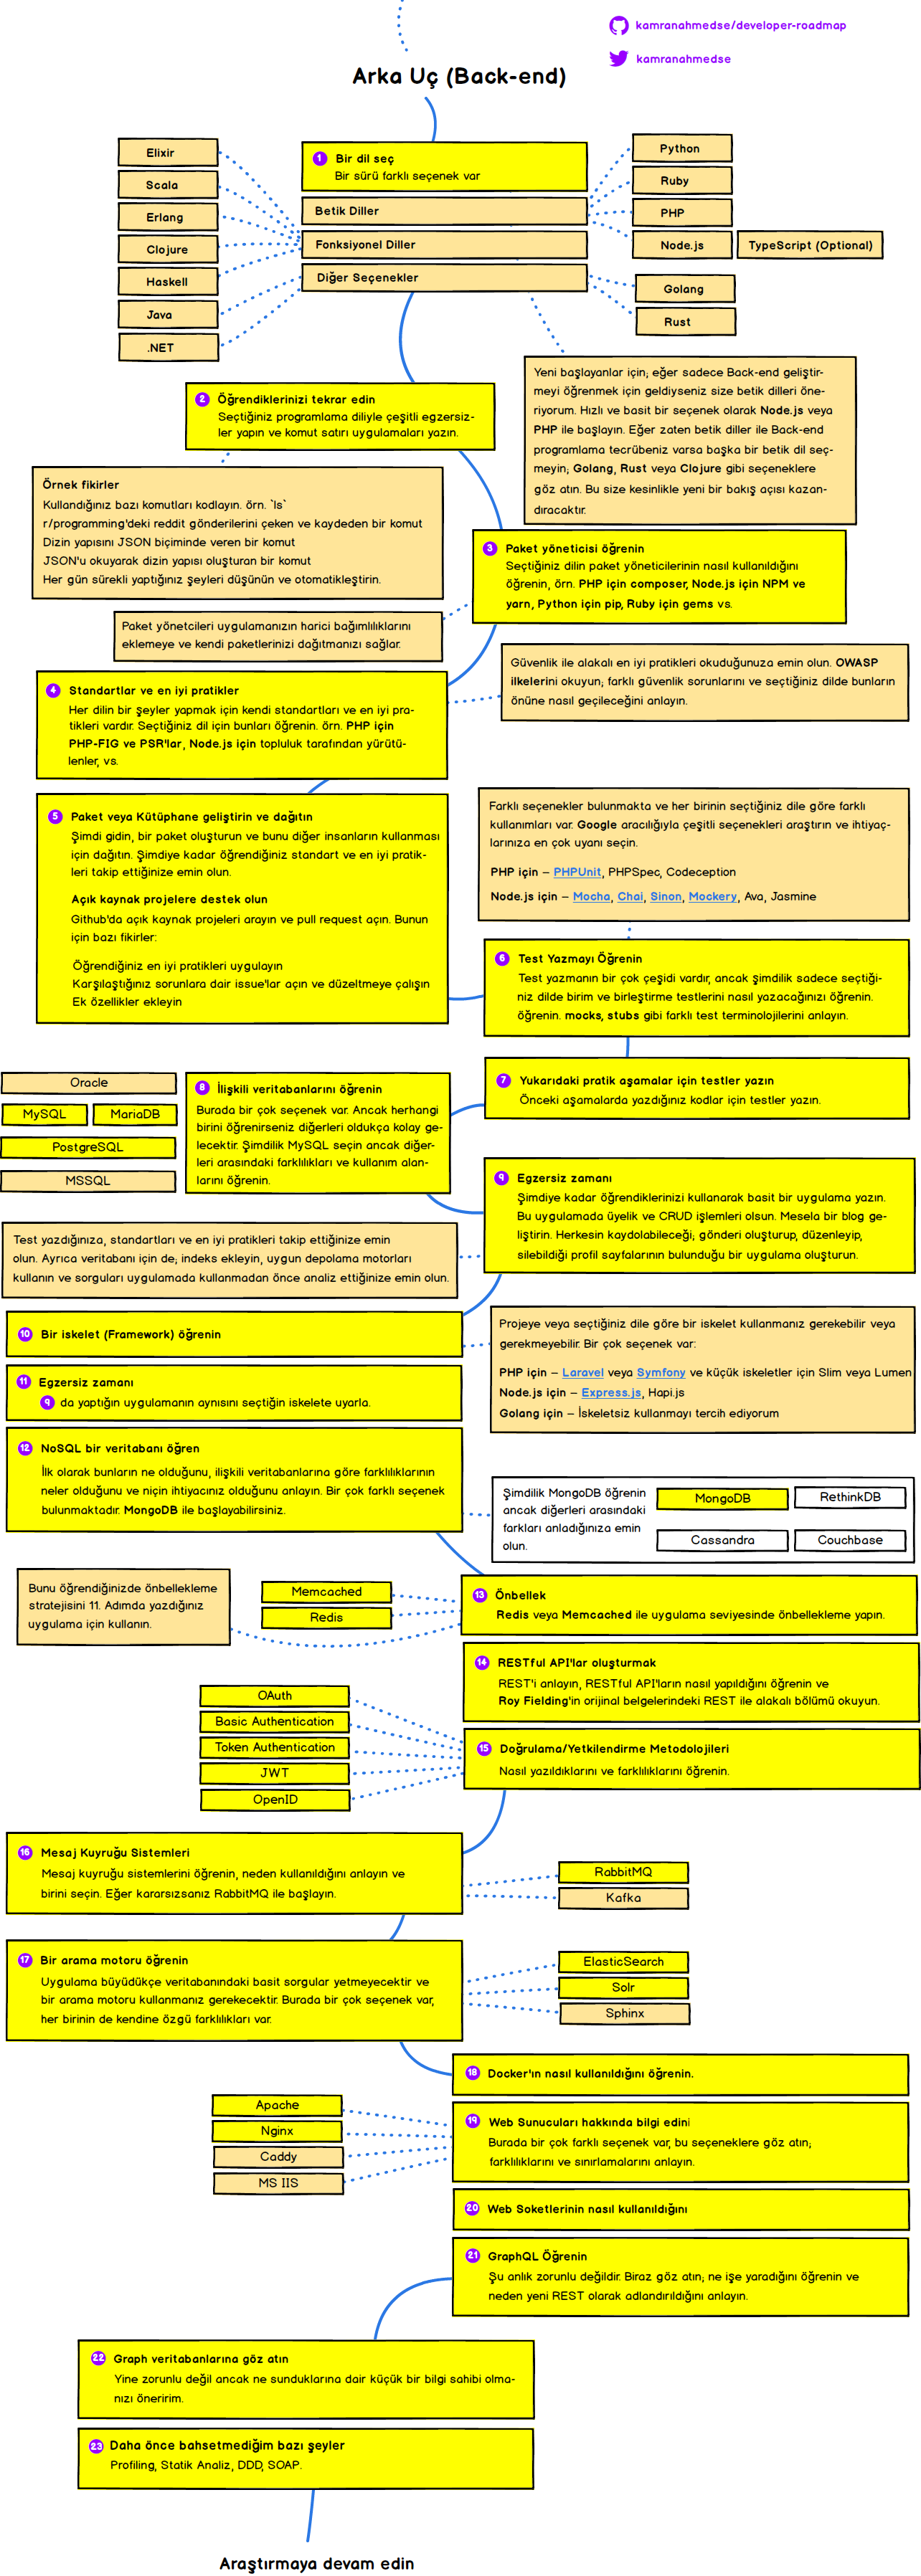 kamranahmedse/developer-roadmap
kamranahmedse
Arka Uç (Back-end)
1 Bir dil seç
Bir sürü farklı seçenek var
Betik Diller
Fonksiyonel Diller
Diğer Seçenekler
Elixir
Scala
Erlang
Clojure
Haskell
Java
.NET
Python
Ruby
PHP
Node.js
TypeScript (Optional)
Golang
Rust
Yeni başlayanlar için; eğer sadece Back-end geliştir-
meyi öğrenmek için geldiyseniz size betik dilleri öne-
riyorum. Hızlı ve basit bir seçenek olarak Node.js veya
PHP ile başlayın. Eğer zaten betik diller ile Back-end
programlama tecrübeniz varsa başka bir betik dil seç-
meyin; Golang, Rust veya Clojure gibi seçeneklere
göz atın. Bu size kesinlikle yeni bir bakış açısı kazan-
dıracaktır.
2 Öğrendiklerinizi tekrar edin
Seçtiğiniz programlama diliyle çeşitli egzersiz-
ler yapın ve komut satırı uygulamaları yazın.
Örnek fikirler
Kullandığınız bazı komutları kodlayın. örn. `ls`
r/programming'deki reddit gönderilerini çeken ve kaydeden bir komut
Dizin yapısını JSON biçiminde veren bir komut
JSON'u okuyarak dizin yapısı oluşturan bir komut
Her gün sürekli yaptığınız şeyleri düşünün ve otomatikleştirin.
3 Paket yöneticisi öğrenin
Seçtiğiniz dilin paket yöneticilerinin nasıl kullanıldığını
öğrenin, örn. PHP için composer, Node.js için NPM ve
yarn, Python için pip, Ruby için gems vs.
Paket yönetcileri uygulamanızın harici bağımlılıklarını
eklemeye ve kendi paketlerinizi dağıtmanızı sağlar.
Güvenlik ile alakalı en iyi pratikleri okuduğunuza emin olun. OWASP
ilkelerini okuyun; farklı güvenlik sorunlarını ve seçtiğiniz dilde bunların
önüne nasıl geçileceğini anlayın.
4 Standartlar ve en iyi pratikler
Her dilin bir şeyler yapmak için kendi standartları ve en iyi pra-
tikleri vardır. Seçtiğiniz dil için bunları öğrenin. örn. PHP için
PHP-FIG ve PSR'lar, Node.js için topluluk tarafından yürütü-
lenler, vs.
5 Paket veya Kütüphane geliştirin ve dağıtın
Şimdi gidin, bir paket oluşturun ve bunu diğer insanların kullanması
için dağıtın. Şimdiye kadar öğrendiğiniz standart ve en iyi pratik-
leri takip ettiğinize emin olun.
Açık kaynak projelere destek olun
Github'da açık kaynak projeleri arayın ve pull request açın. Bunun
için bazı fikirler:
Öğrendiğiniz en iyi pratikleri uygulayın
Karşılaştığınız sorunlara dair issue'lar açın ve düzeltmeye çalışın
Ek özellikler ekleyin
Farklı seçenekler bulunmakta ve her birinin seçtiğiniz dile göre farklı
kullanımları var. Google aracılığıyla çeşitli seçenekleri araştırın ve ihtiyaç-
larınıza en çok uyanı seçin.
PHP için – PHPUnit, PHPSpec, Codeception
Node.js için – Mocha, Chai, Sinon, Mockery, Ava, Jasmine
6 Test Yazmayı Öğrenin
Test yazmanın bir çok çeşidi vardır, ancak şimdilik sadece seçtiği-
niz dilde birim ve birleştirme testlerini nasıl yazacağınızı öğrenin.
öğrenin. mocks, stubs gibi farklı test terminolojilerini anlayın.
7 Yukarıdaki pratik aşamalar için testler yazın
Önceki aşamalarda yazdığınız kodlar için testler yazın.
8 İlişkili veritabanlarını öğrenin
Burada bir çok seçenek var. Ancak herhangi
birini öğrenirseniz diğerleri oldukça kolay ge-
lecektir. Şimdilik MySQL seçin ancak diğer-
leri arasındaki farklılıkları ve kullanım alan-
larını öğrenin.
Oracle
MySQL
MariaDB
PostgreSQL
MSSQL
9 Egzersiz zamanı
Şimdiye kadar öğrendiklerinizi kullanarak basit bir uygulama yazın.
Bu uygulamada üyelik ve CRUD işlemleri olsun. Mesela bir blog ge-
liştirin. Herkesin kaydolabileceği; gönderi oluşturup, düzenleyip,
silebildiği profil sayfalarının bulunduğu bir uygulama oluşturun.
Test yazdığınıza, standartları ve en iyi pratikleri takip ettiğinize emin
olun. Ayrıca veritabanı için de; indeks ekleyin, uygun depolama motorları
kullanın ve sorguları uygulamada kullanmadan önce analiz ettiğinize emin olun.
10 Bir iskelet (Framework) öğrenin
Projeye veya seçtiğiniz dile göre bir iskelet kullanmanız gerekebilir veya
gerekmeyebilir. Bir çok seçenek var:
PHP için – Laravel veya Symfony ve küçük iskeletler için Slim veya Lumen
Node.js için – Express.js, Hapi.js
Golang için – İskeletsiz kullanmayı tercih ediyorum
11 Egzersiz zamanı
9 da yaptığın uygulamanın aynısını seçtiğin iskelete uyarla.
12 NoSQL bir veritabanı öğren
İlk olarak bunların ne olduğunu, ilişkili veritabanlarına göre farklılıklarının
neler olduğunu ve niçin ihtiyacınız olduğunu anlayın. Bir çok farklı seçenek
bulunmaktadır. MongoDB ile başlayabilirsiniz.
Şimdilik MongoDB öğrenin
ancak diğerleri arasındaki
farkları anladığınıza emin
olun.
MongoDB
RethinkDB
Cassandra
Couchbase
13 Önbellek
Redis veya Memcached ile uygulama seviyesinde önbellekleme yapın.
Memcached
Redis
Bunu öğrendiğinizde önbellekleme
stratejisini 11. Adımda yazdığınız
uygulama için kullanın.
14 RESTful API'lar oluşturmak
REST'i anlayın, RESTful API'ların nasıl yapıldığını öğrenin ve
Roy Fielding'in orijinal belgelerindeki REST ile alakalı bölümü okuyun.
15 Doğrulama/Yetkilendirme Metodolojileri
Nasıl yazıldıklarını ve farklılıklarını öğrenin.
OAuth
Basic Authentication
Token Authentication
JWT
OpenID
16 Mesaj Kuyruğu Sistemleri
Mesaj kuyruğu sistemlerini öğrenin, neden kullanıldığını anlayın ve
birini seçin. Eğer kararsızsanız RabbitMQ ile başlayın.
RabbitMQ
Kafka
17 Bir arama motoru öğrenin
Uygulama büyüdükçe veritabanındaki basit sorgular yetmeyecektir ve
bir arama motoru kullanmanız gerekecektir. Burada bir çok seçenek var,
her birinin de kendine özgü farklılıkları var.
ElasticSearch
Solr
Sphinx
18 Docker'ın nasıl kullanıldığını öğrenin.
19 Web Sunucuları hakkında bilgi edini
Burada bir çok farklı seçenek var, bu seçeneklere göz atın;
farklılıklarını ve sınırlamalarını anlayın.
Apache
Nginx
Caddy
MS IIS
20 Web Soketlerinin nasıl kullanıldığını
21 GraphQL Öğrenin
Şu anlık zorunlu değildir. Biraz göz atın; ne işe yaradığını öğrenin ve
neden yeni REST olarak adlandırıldığını anlayın.
22 Graph veritabanlarına göz atın
Yine zorunlu değil ancak ne sunduklarına dair küçük bir bilgi sahibi olma-
nızı öneririm.
23 Daha önce bahsetmediğim bazı şeyler
Profiling, Statik Analiz, DDD, SOAP.
Araştırmaya devam edin